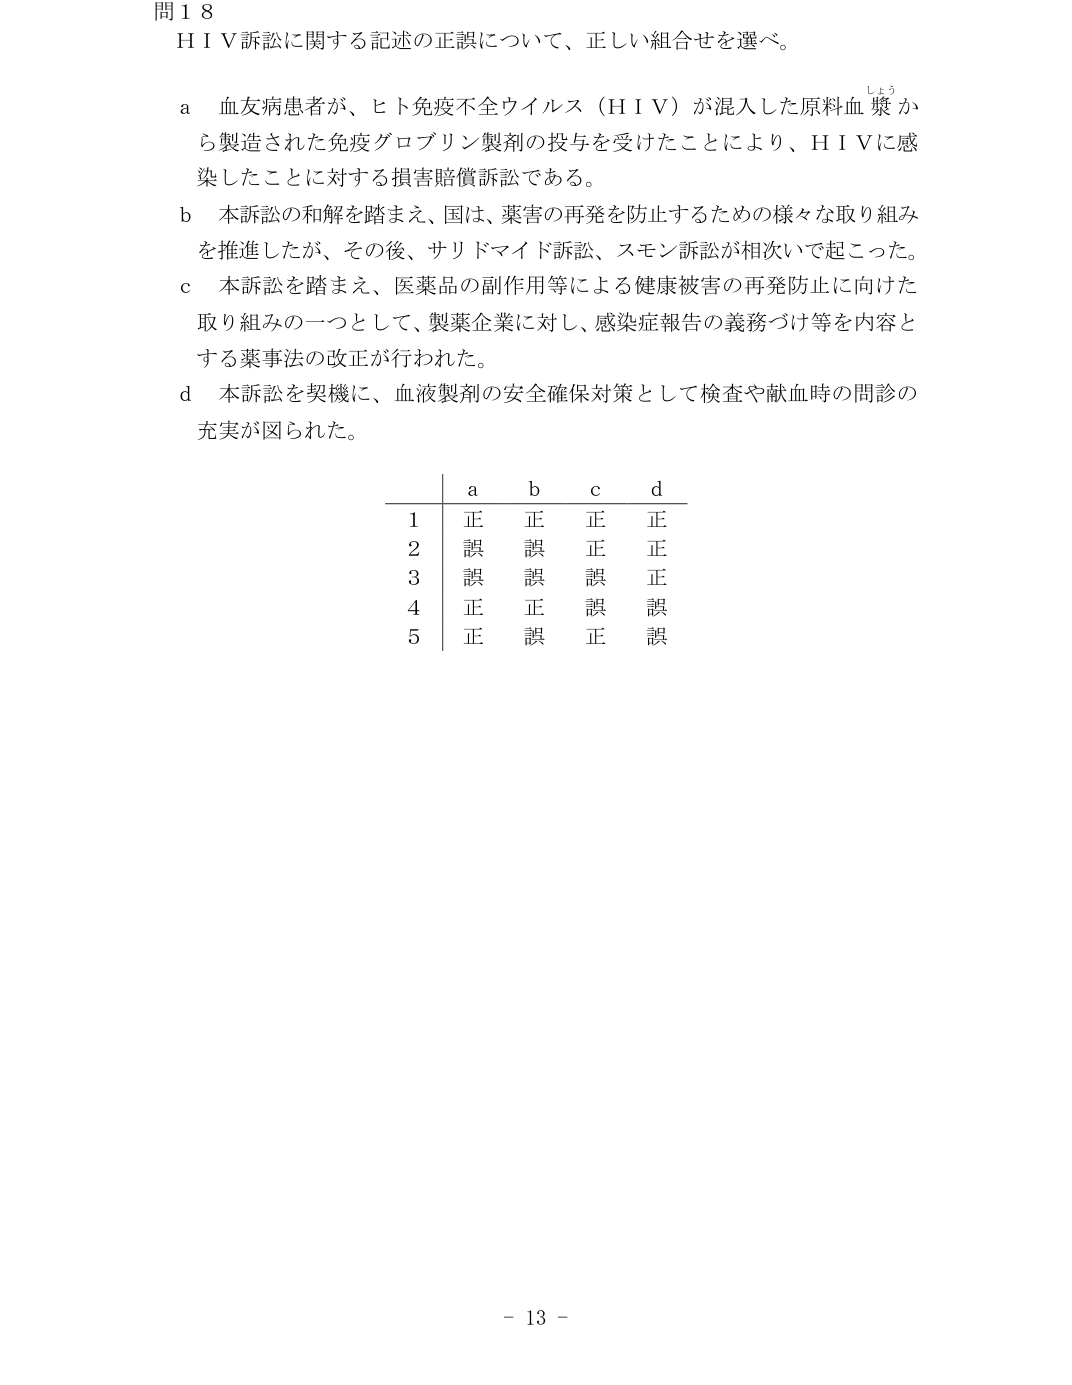 問１８
ＨＩＶ訴訟に関する記述の正誤について、正しい組合せを選べ。
しょう
a　血友病患者が、ヒト免疫不全ウイルス（ＨＩＶ）が混入した原料血漿か
ら製造された免疫グロブリン製剤の投与を受けたことにより、ＨＩＶに感
染したことに対する損害賠償訴訟である。
b　本訴訟の和解を踏まえ、国は、薬害の再発を防止するための様々な取り組み
を推進したが、その後、サリドマイド訴訟、スモン訴訟が相次いで起こった。
c　本訴訟を踏まえ、医薬品の副作用等による健康被害の再発防止に向けた
取り組みの一つとして、製薬企業に対し、感染症報告の義務づけ等を内容と
する薬事法の改正が行われた。
d　本訴訟を契機に、血液製剤の安全確保対策として検査や献血時の問診の
充実が図られた。
a b c d
1 正 正 正 正
2 誤 誤 正 正
3 誤 誤 誤 正
4 正 正 誤 誤
5 正 誤 正 誤
- 13 -